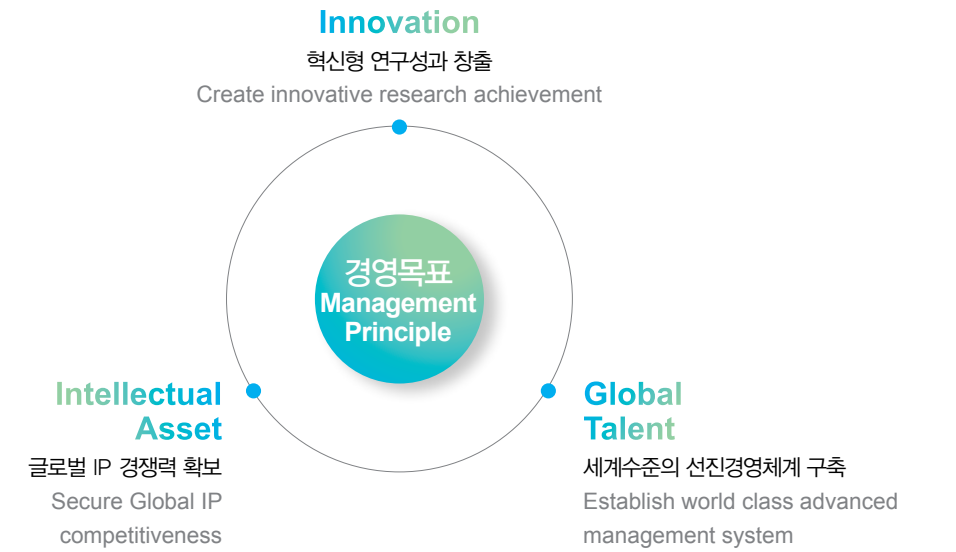 Innovation
혁신형 연구성과 창출
Create innovative research achievement
경영목표
Management
Principle
Intellectual
Asset
글로벌 IP 경쟁력 확보
Secure Global IP
competitiveness
Global
Talent
세계수준의 선진경영체계 구축
Establish world class advanced
management system